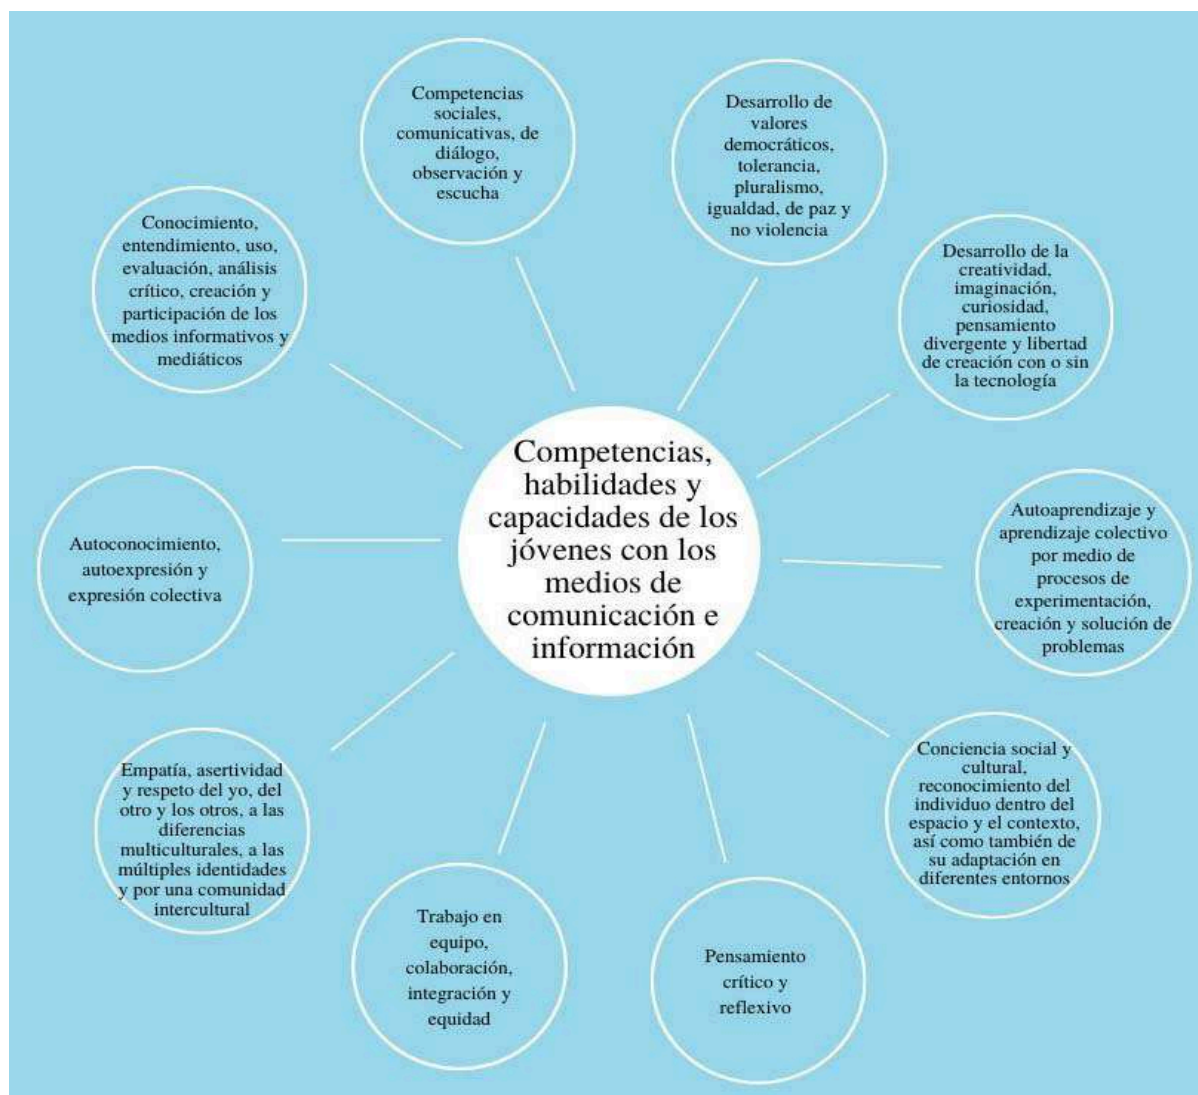 Competencias
sociales,
comunicativas, de
diálogo,
observación y
escucha
Desarrollo de
valores
democráticos,
tolerancia,
pluralismo,
igualdad, de paz y
no violencia
Conocimiento,
entendimiento, uso,
evaluación, análisis
crítico, creación y
participación de los
medios informativos y
mediáticos
Desarrollo de la
creatividad,
imaginación,
curiosidad,
pensamiento
divergente y libertad
de creación con o sin
la tecnología
Competencias,
habilidades y
capacidades de los
jóvenes con los
medios de
comunicación e
información
Autoconocimiento,
autoexpresión y
expresión colectiva
Autoaprendizaje y
aprendizaje colectivo
por medio de
procesos de
experimentación,
creación y solución de
problemas
Empatía, asertividad
y respeto del yo, del
otro y los otros, a las
diferencias
multiculturales, a las
múltiples identidades
y por una comunidad
intercultural
Conciencia social y
cultural,
reconocimiento del
individuo dentro del
espacio y el contexto,
así como también de
su adaptación en
diferentes entornos
Trabajo en
equipo,
colaboración,
integración y
equidad
Pensamiento
crítico y
reflexivo